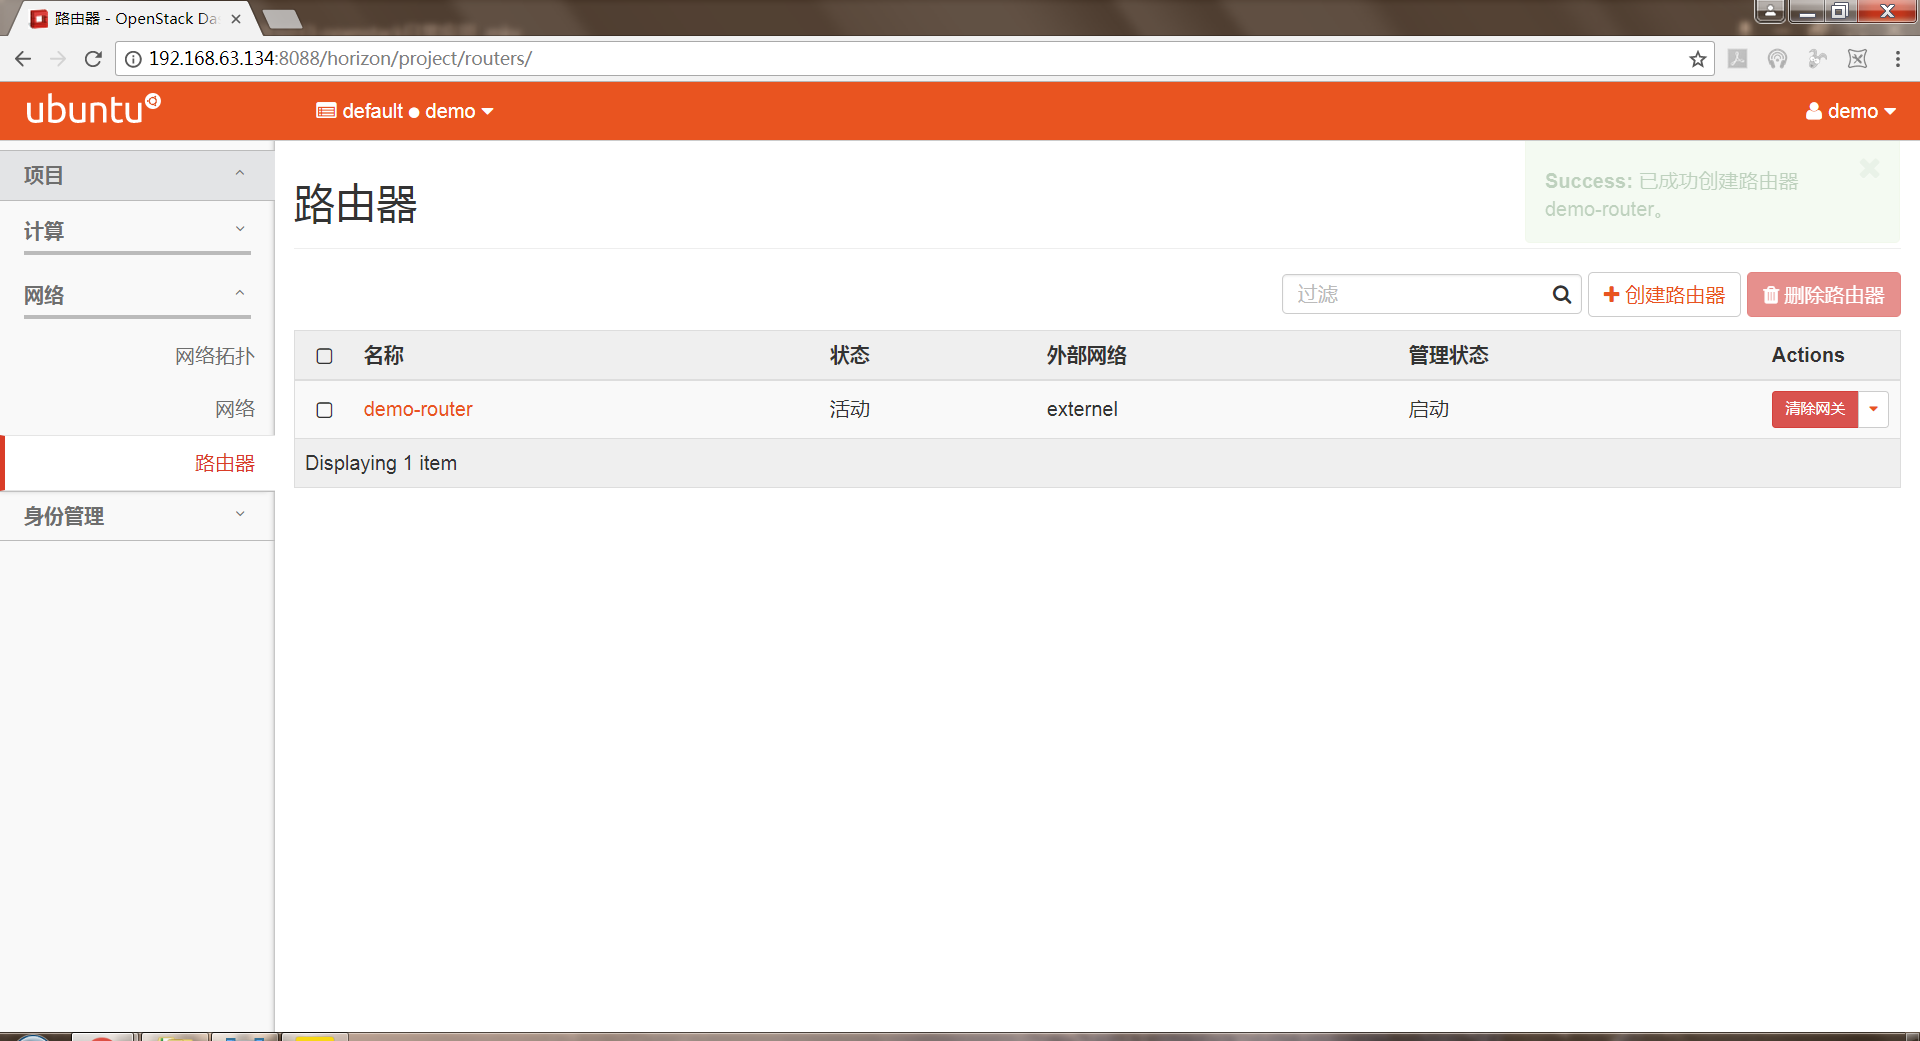 路由器 - OpenStack Da
192.168.63.134:8088/horizon/project/routers/
ubuntu
default ● demo
demo
项目
计算
网络
网络拓扑
网络
路由器
身份管理
路由器
Success: 已成功创建路由器
demo-router。
过滤
创建路由器
删除路由器
名称 状态 外部网络 管理状态 Actions
demo-router 活动 externel 启动 清除网关
Displaying 1 item